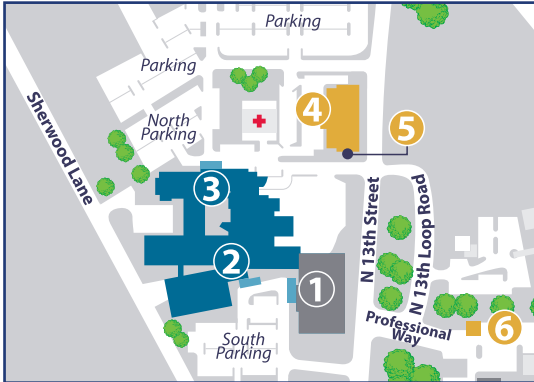 Parking
Parking
North
Parking
Sherwood Lane
4
5
3
2
1
N 13th Street
N 13th Loop Road
Professional
Way
6
South
Parking